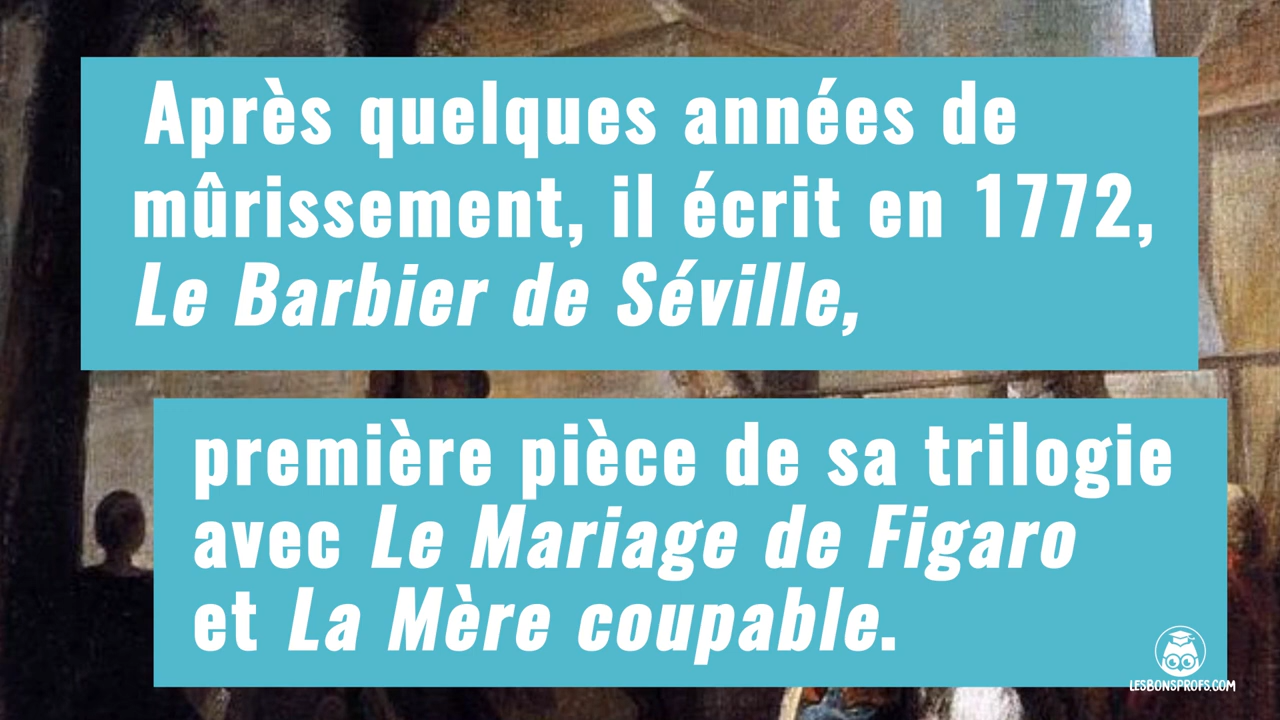 Après quelques années de
mûrissement, il écrit en 1772,
Le Barbier de Séville,
première pièce de sa trilogie
avec Le Mariage de Figaro
et La Mère coupable.
LESBONSPROFS.COM